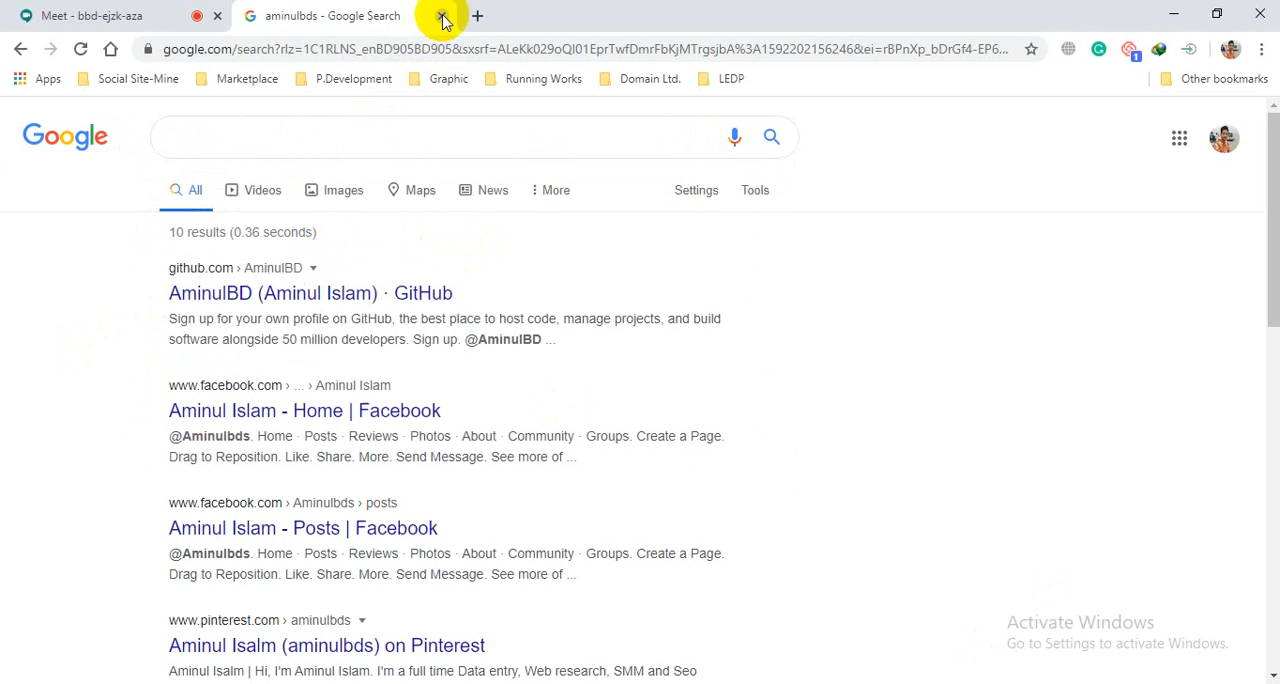 Meet - bbd-ejzk-aza
aminulbds - Google Search
google.com/search?rlz=1C1RLNS_enBD905BD905&sxsrf=ALeKk029oQI01EprTwfDmrFbKjMTrgsjbA%3A1592202156246&ei=rBPnXp_bDrGf4-EP6...
1
Apps
Social Site-Mine
Marketplace
P.Development
Graphic
Running Works
Domain Ltd.
LEDP
Other bookmarks
Google
All
Videos
Images
Maps
News
More
Settings
Tools
10 results (0.36 seconds)
github.com › AminulBD
AminulBD (Aminul Islam) · GitHub
Sign up for your own profile on GitHub, the best place to host code, manage projects, and build
software alongside 50 million developers. Sign up. @AminulBD ...
www.facebook.com › ... › Aminul Islam
Aminul Islam - Home | Facebook
@Aminulbds. Home · Posts · Reviews · Photos · About · Community · Groups. Create a Page.
Drag to Reposition. Like. Share. More. Send Message. See more of ...
www.facebook.com › Aminulbds › posts
Aminul Islam - Posts | Facebook
@Aminulbds. Home · Posts · Reviews · Photos · About · Community · Groups. Create a Page.
Drag to Reposition. Like. Share. More. Send Message. See more of ...
www.pinterest.com › aminulbds
Aminul Isalm (aminulbds) on Pinterest
Aminul Isalm | Hi, I'm Aminul Islam. I'm a full time Data entry, Web research, SMM and Seo
Activate Windows
Go to Settings to activate Windows.